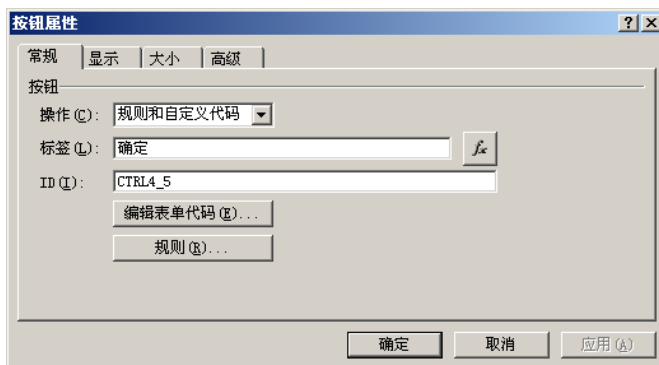 按钮属性
常规 显示 大小 高级
按钮
操作(C): 规则和自定义代码
标签(L): 确定 fx
ID(I): CTRL4_5
编辑表单代码(E)...
规则(R)...
确定 取消 应用(A)